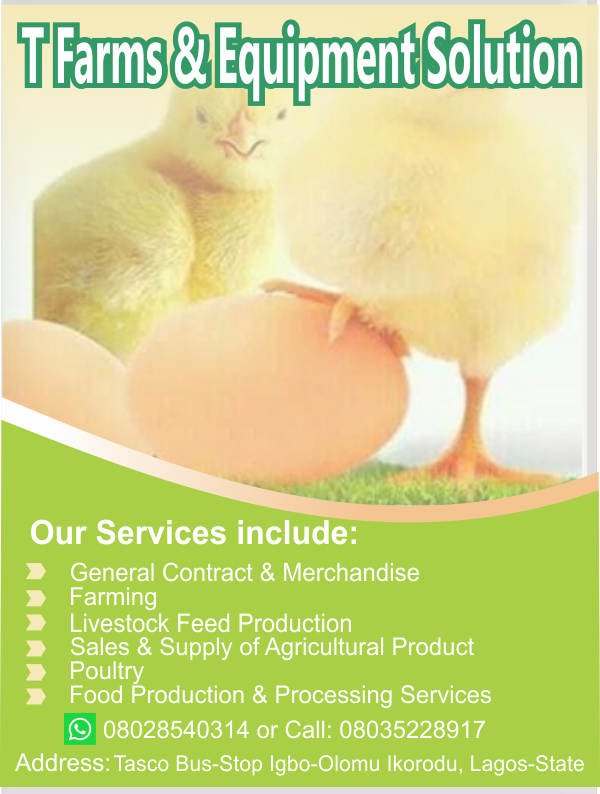 T Farms & Equipment Solution
Our Services include:
General Contract & Merchandise
Farming
Livestock Feed Production
Sales & Supply of Agricultural Product
Poultry
Food Production & Processing Services
08028540314 or Call: 08035228917
Address: Tasco Bus-Stop Igbo-Olomu Ikorodu, Lagos-State